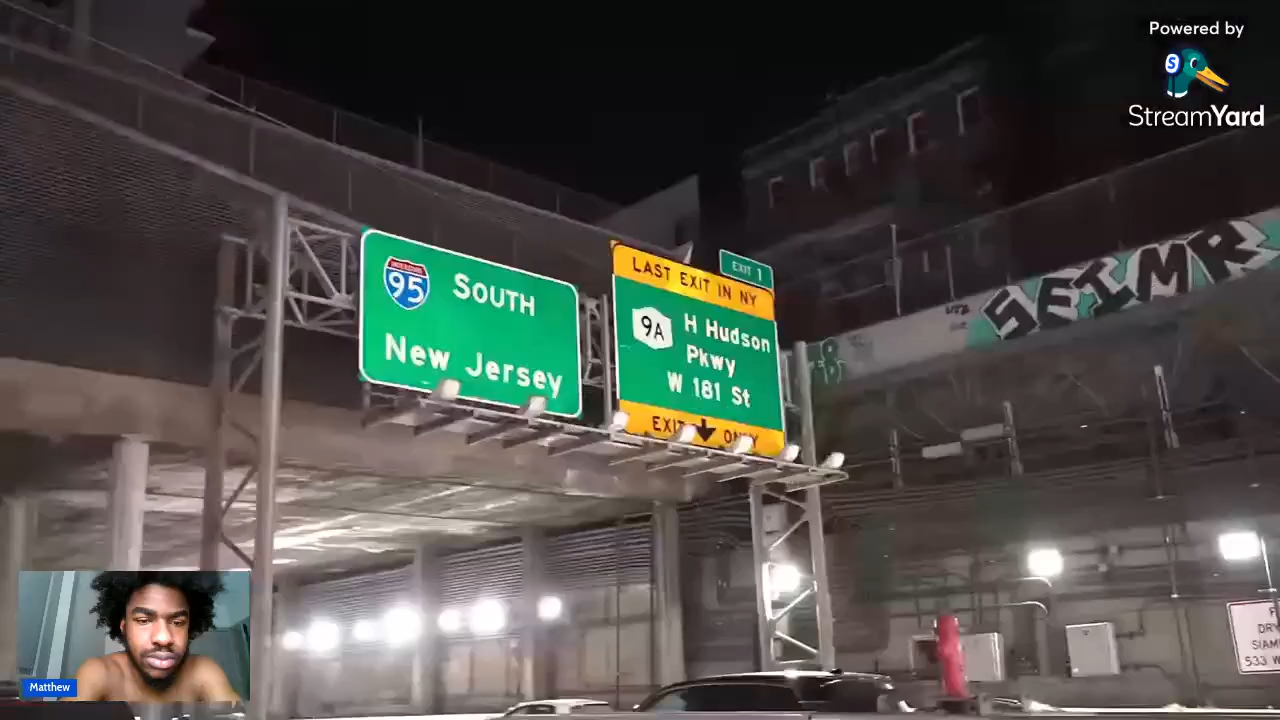 Powered by
StreamYard
EXIT 1
LAST EXIT IN NY
INTERSTATE
95
SOUTH
New Jersey
9A
H Hudson
Pkwy
W 181 St
EXIT ONLY
SEIMR
DRY
533 W
Matthew